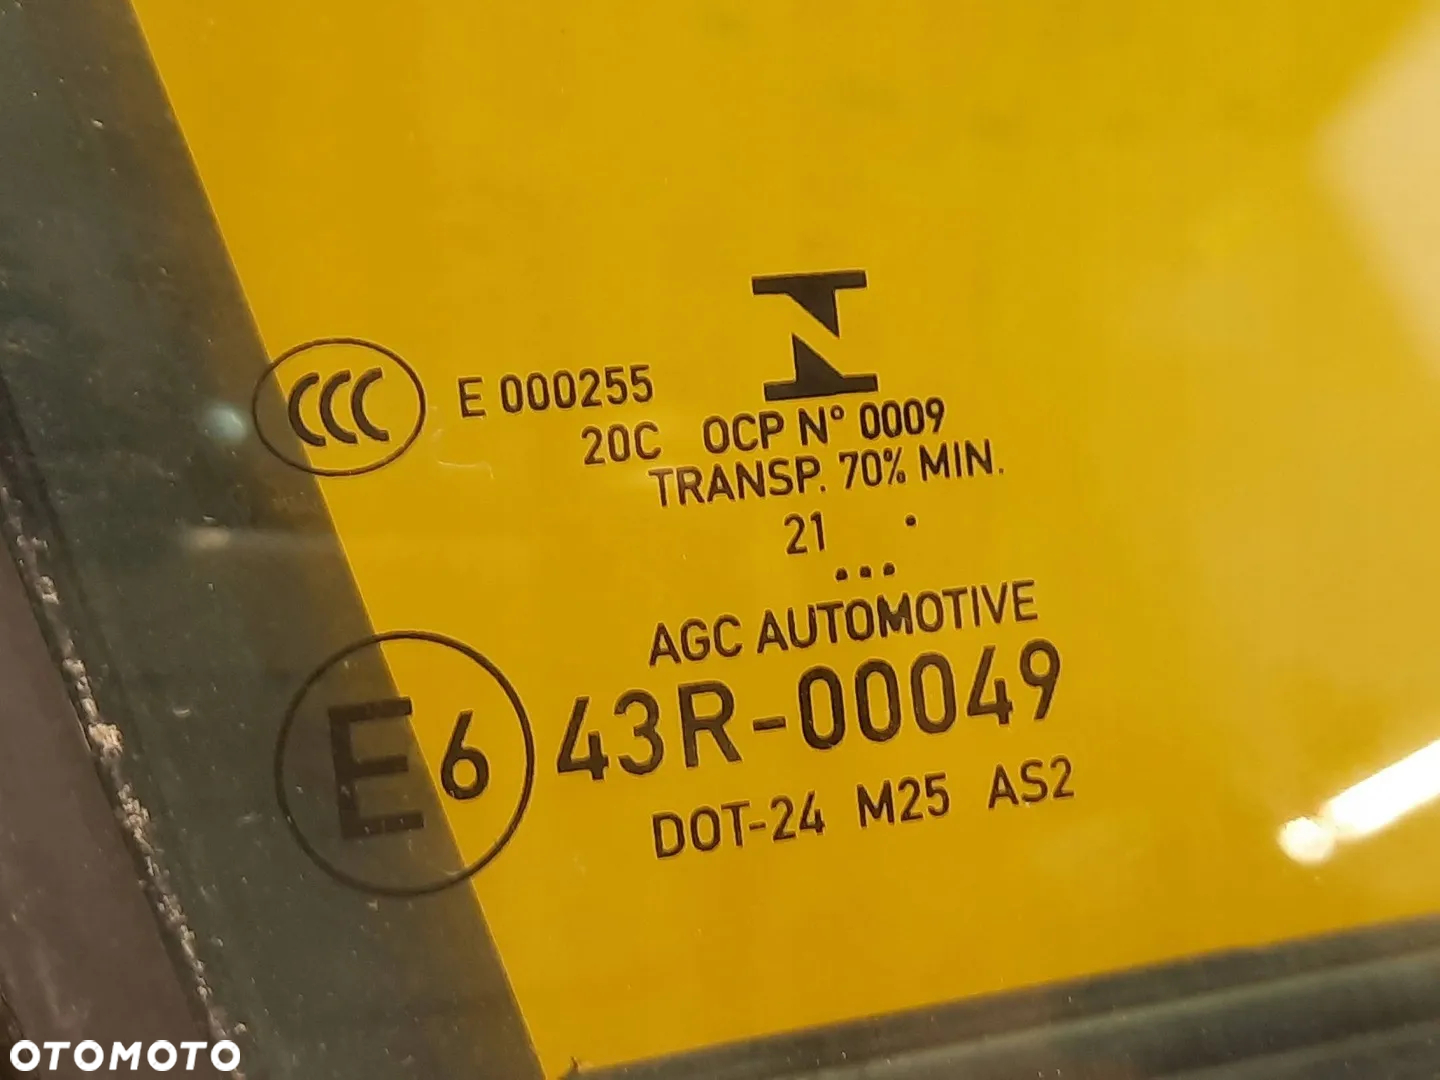 CCC E 000255
20C OCP N° 0009
TRANSP. 70% MIN.
21 .
...
AGC AUTOMOTIVE
E6 43R-00049
DOT-24 M25 AS2
OTOMOTO